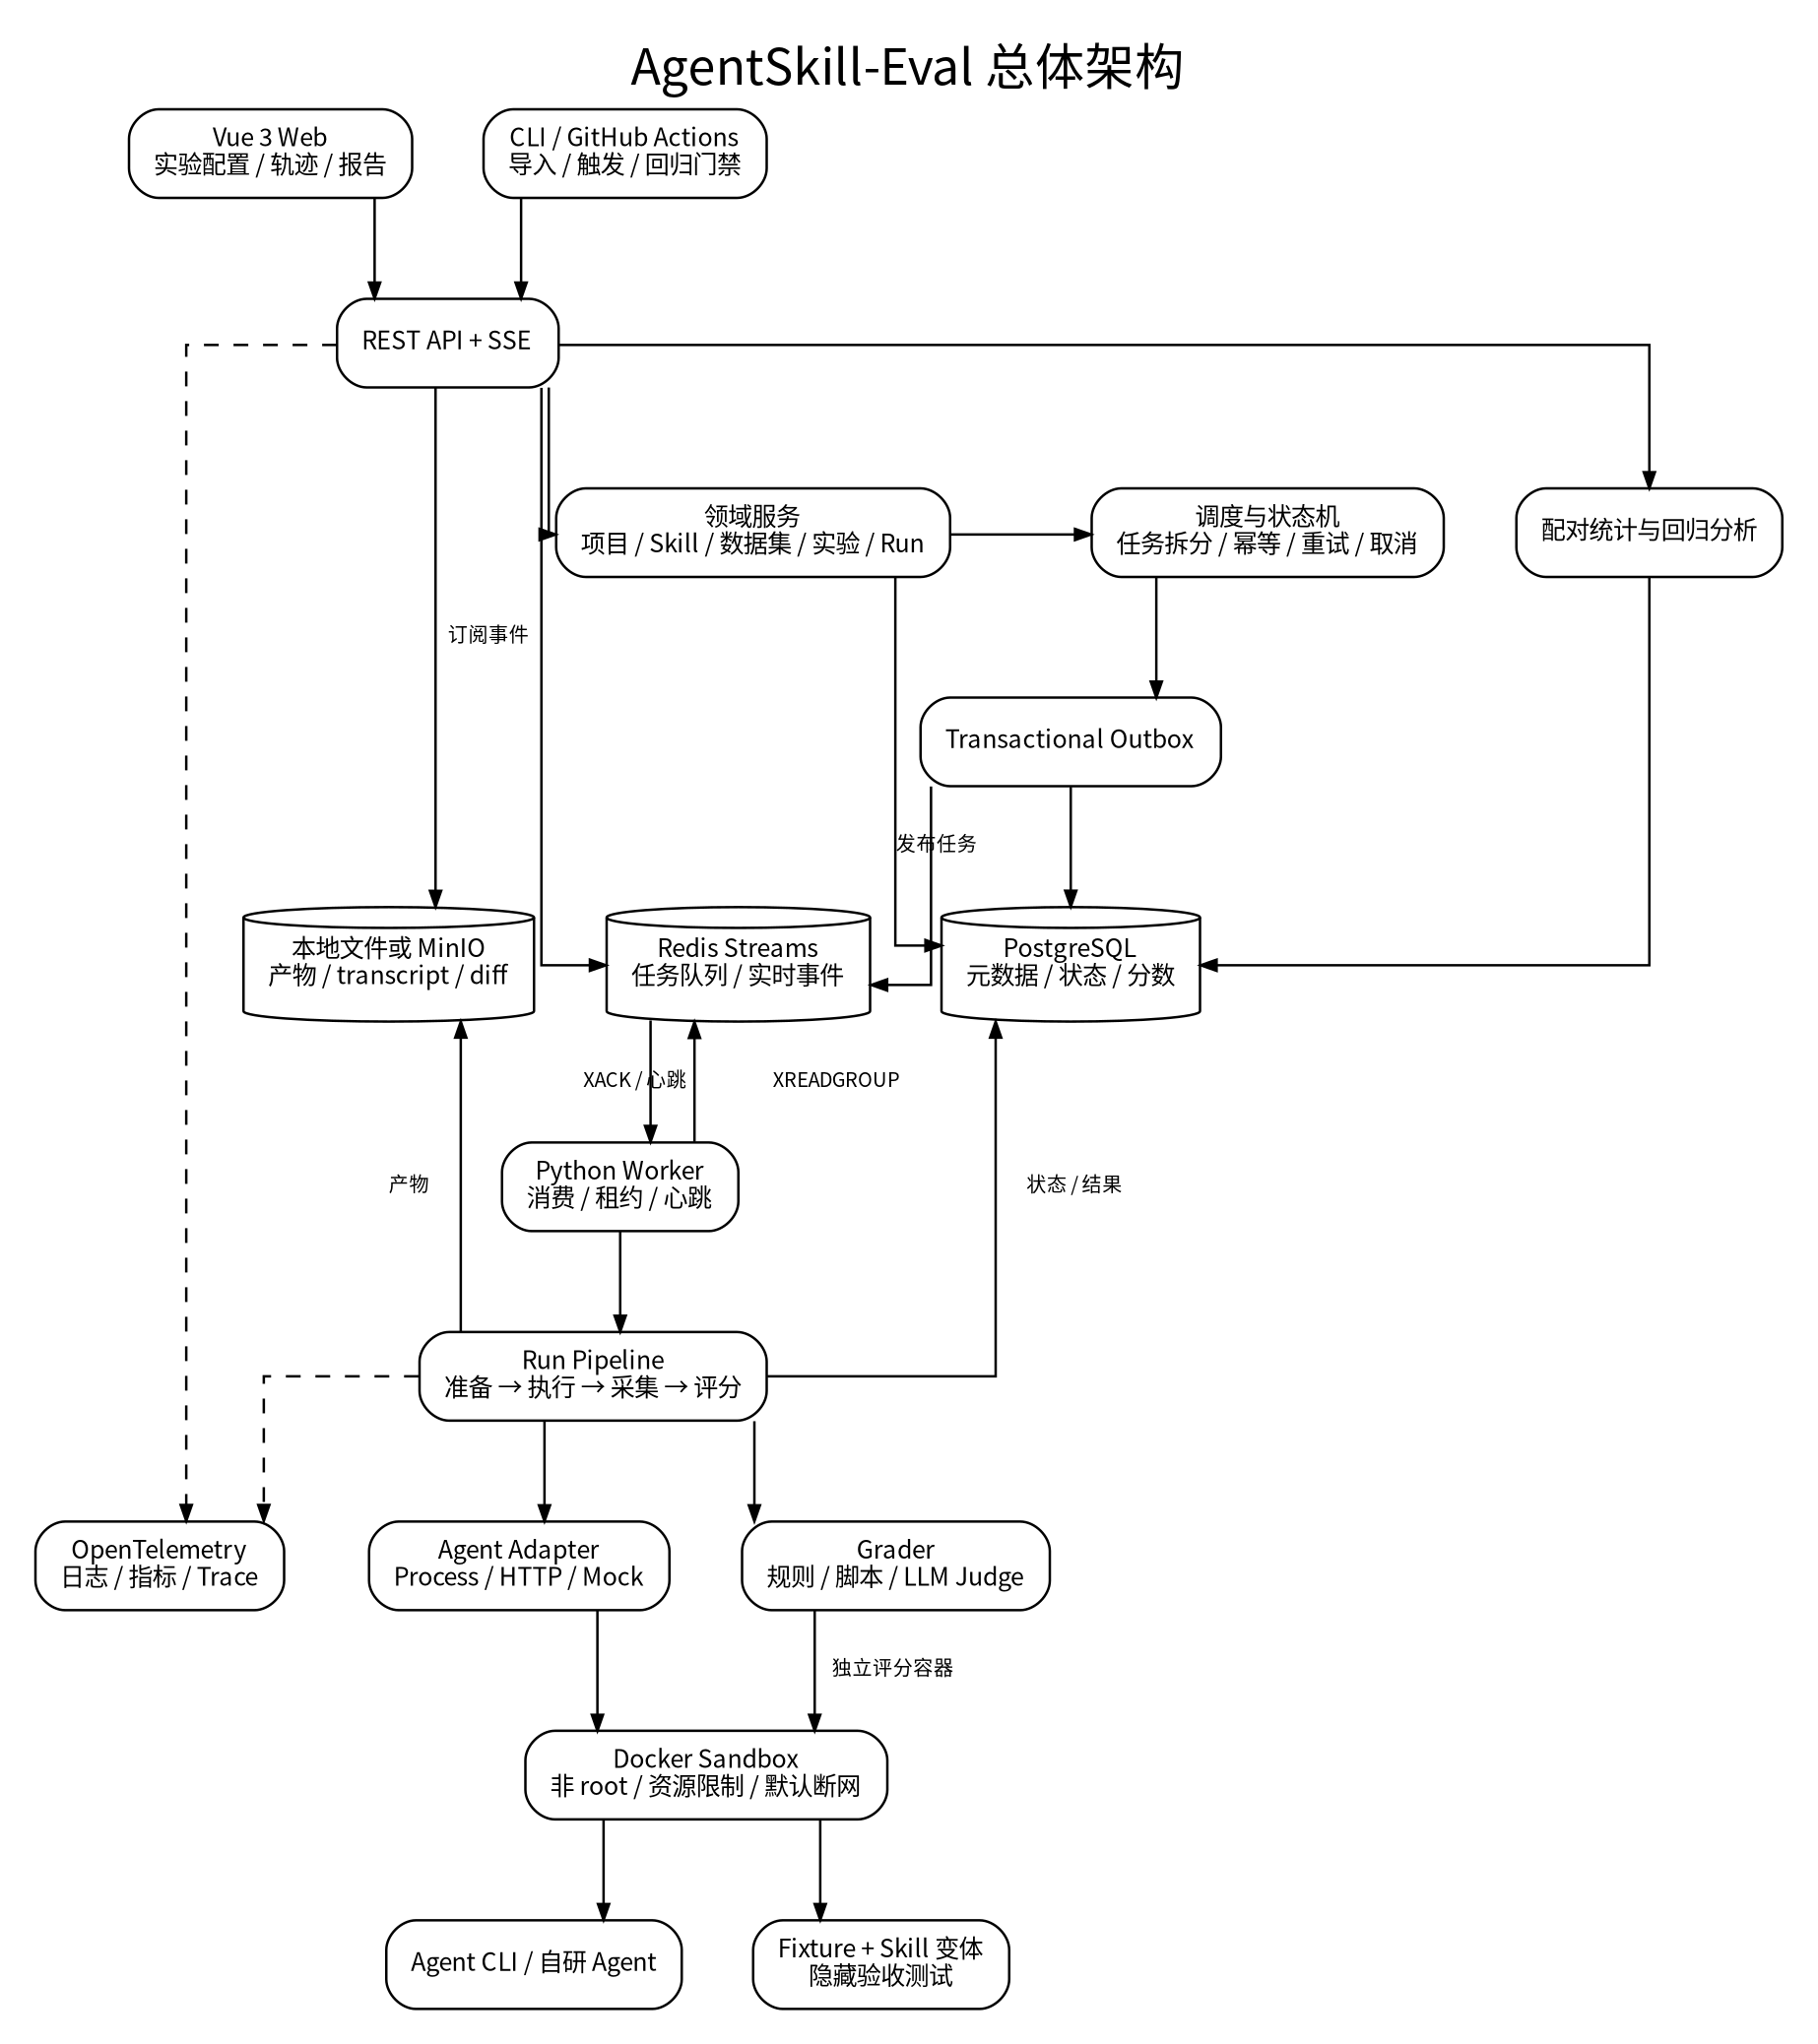 AgentSkill-Eval 总体架构
Vue 3 Web
实验配置 / 轨迹 / 报告
CLI / GitHub Actions
导入 / 触发 / 回归门禁
REST API + SSE
领域服务
项目 / Skill / 数据集 / 实验 / Run
调度与状态机
任务拆分 / 幂等 / 重试 / 取消
配对统计与回归分析
订阅事件
Transactional Outbox
发布任务
本地文件或 MinIO
产物 / transcript / diff
Redis Streams
任务队列 / 实时事件
PostgreSQL
元数据 / 状态 / 分数
XACK / 心跳
XREADGROUP
Python Worker
消费 / 租约 / 心跳
产物
状态 / 结果
Run Pipeline
准备 → 执行 → 采集 → 评分
OpenTelemetry
日志 / 指标 / Trace
Agent Adapter
Process / HTTP / Mock
Grader
规则 / 脚本 / LLM Judge
独立评分容器
Docker Sandbox
非 root / 资源限制 / 默认断网
Agent CLI / 自研 Agent
Fixture + Skill 变体
隐藏验收测试